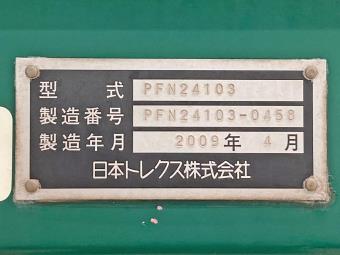 型 式 PFN24103
製造番号 PFN24103-0458
製造年月 2009年 4月
日本トレクス株式会社